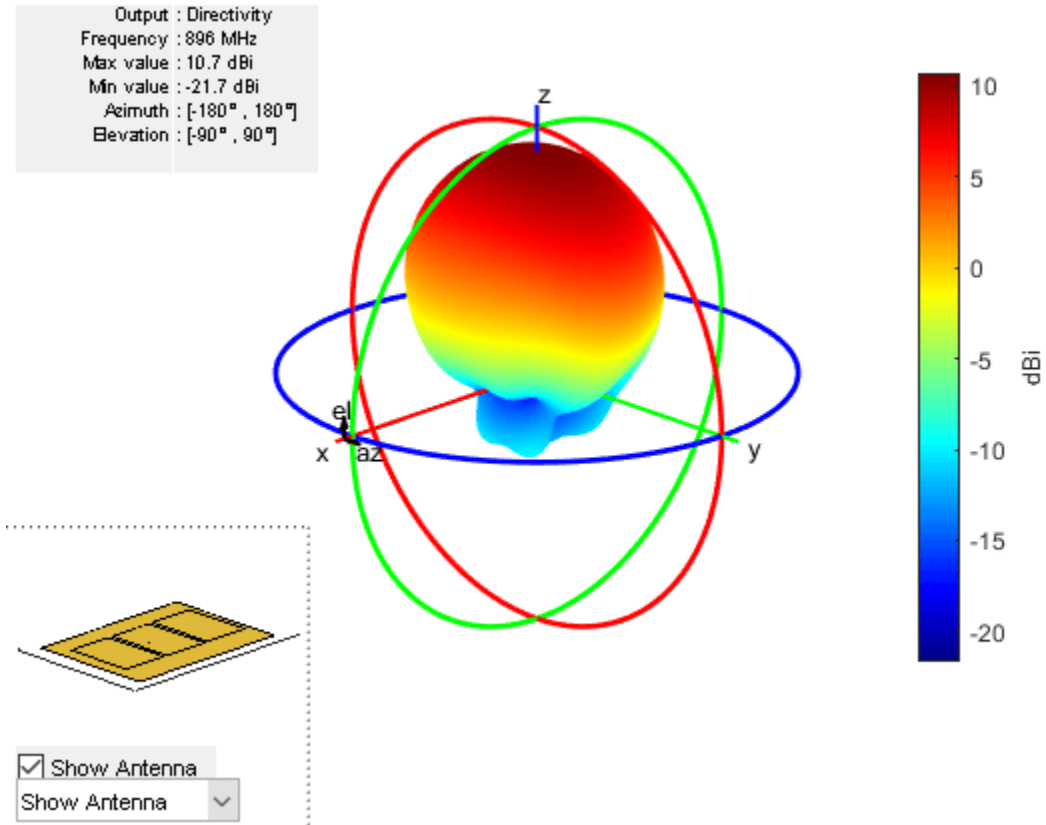 Output : Directivity
Frequency : 896 MHz
Max value : 10.7 dBi
Min value : -21.7 dBi
Azimuth : [-180° , 180°]
Elevation : [-90° , 90°]
z
10
5
0
-5
-10
-15
-20
dBi
el
x
az
y
Show Antenna
Show Antenna